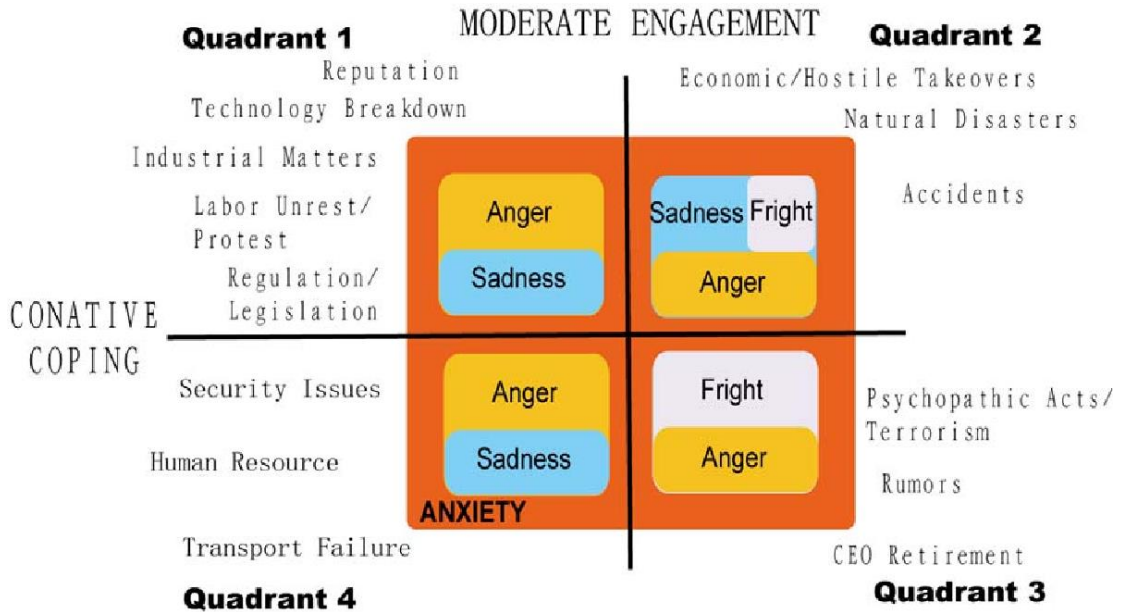 MODERATE ENGAGEMENT
Quadrant 1
Reputation
Technology Breakdown
Industrial Matters
Labor Unrest/
Protest
Regulation/
Legislation
Quadrant 2
Economic/Hostile Takeovers
Natural Disasters
Accidents
Anger
Sadness
Sadness
Fright
Anger
CONATIVE
COPING
Security Issues
Human Resource
Transport Failure
Quadrant 4
Anger
Sadness
ANXIETY
Fright
Anger
Psychopathic Acts/
Terrorism
Rumors
CEO Retirement
Quadrant 3